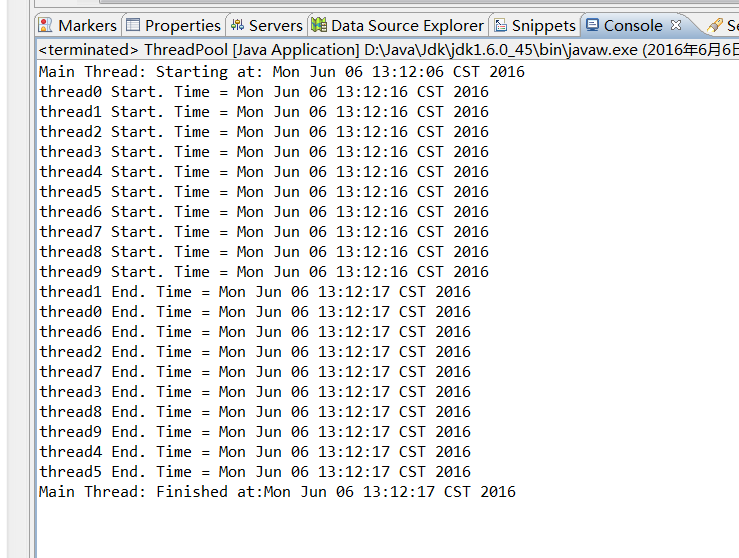 Markers Properties Servers Data Source Explorer Snippets Console Se
<terminated> ThreadPool [Java Application] D:\Java\Jdk\jdk1.6.0_45\bin\javaw.exe (2016年6月6日
Main Thread: Starting at: Mon Jun 06 13:12:06 CST 2016
thread0 Start. Time = Mon Jun 06 13:12:16 CST 2016
thread1 Start. Time = Mon Jun 06 13:12:16 CST 2016
thread2 Start. Time = Mon Jun 06 13:12:16 CST 2016
thread3 Start. Time = Mon Jun 06 13:12:16 CST 2016
thread4 Start. Time = Mon Jun 06 13:12:16 CST 2016
thread5 Start. Time = Mon Jun 06 13:12:16 CST 2016
thread6 Start. Time = Mon Jun 06 13:12:16 CST 2016
thread7 Start. Time = Mon Jun 06 13:12:16 CST 2016
thread8 Start. Time = Mon Jun 06 13:12:16 CST 2016
thread9 Start. Time = Mon Jun 06 13:12:16 CST 2016
thread1 End. Time = Mon Jun 06 13:12:17 CST 2016
thread0 End. Time = Mon Jun 06 13:12:17 CST 2016
thread6 End. Time = Mon Jun 06 13:12:17 CST 2016
thread2 End. Time = Mon Jun 06 13:12:17 CST 2016
thread7 End. Time = Mon Jun 06 13:12:17 CST 2016
thread3 End. Time = Mon Jun 06 13:12:17 CST 2016
thread8 End. Time = Mon Jun 06 13:12:17 CST 2016
thread9 End. Time = Mon Jun 06 13:12:17 CST 2016
thread4 End. Time = Mon Jun 06 13:12:17 CST 2016
thread5 End. Time = Mon Jun 06 13:12:17 CST 2016
Main Thread: Finished at:Mon Jun 06 13:12:17 CST 2016